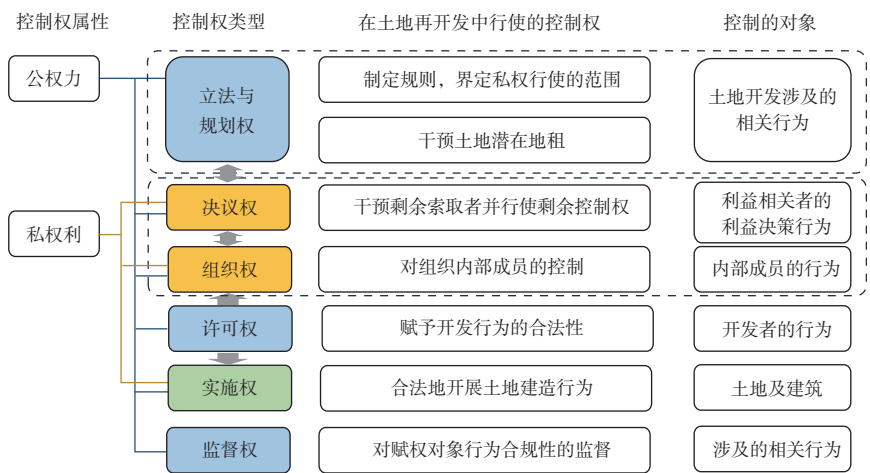 控制权属性
控制权类型
在土地再开发中行使的控制权
控制的对象
公权力
立法与
规划权
制定规则，界定私权行使的范围
干预土地潜在地租
土地开发涉及的
相关行为
私权利
决议权
干预剩余索取者并行使剩余控制权
利益相关者的
利益决策行为
组织权
对组织内部成员的控制
内部成员的行为
许可权
赋予开发行为的合法性
开发者的行为
实施权
合法地开展土地建造行为
土地及建筑
监督权
对赋权对象行为合规性的监督
涉及的相关行为